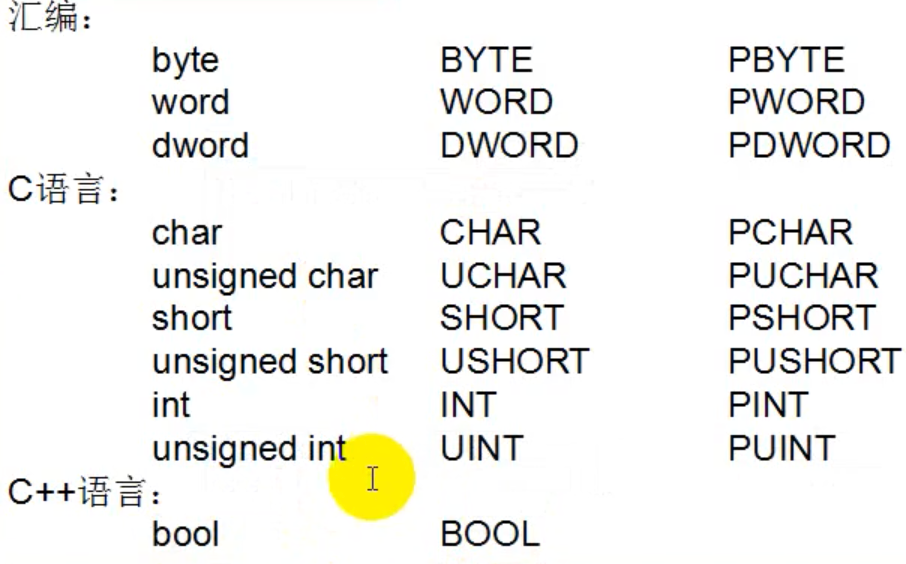 汇编：
byte BYTE PBYTE
word WORD PWORD
dword DWORD PDWORD
C语言：
char CHAR PCHAR
unsigned char UCHAR PUCHAR
short SHORT PSHORT
unsigned short USHORT PUSHORT
int INT PINT
unsigned int UINT PUINT
C++语言：
bool BOOL